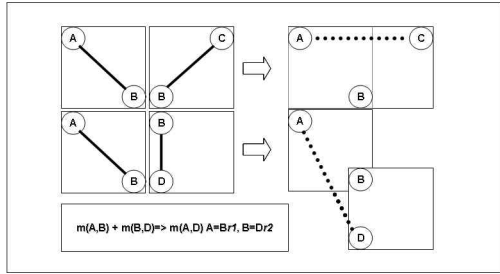 A C A C
B B B
A B A
B D B
D
m(A,B) + m(B,D)=> m(A,D) A=Br1, B=Dr2